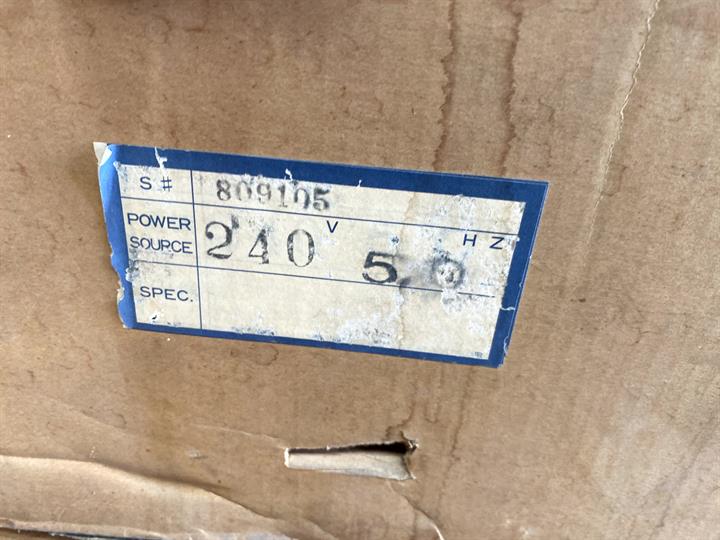 S # 809105
POWER SOURCE 240 V 50 HZ
SPEC.